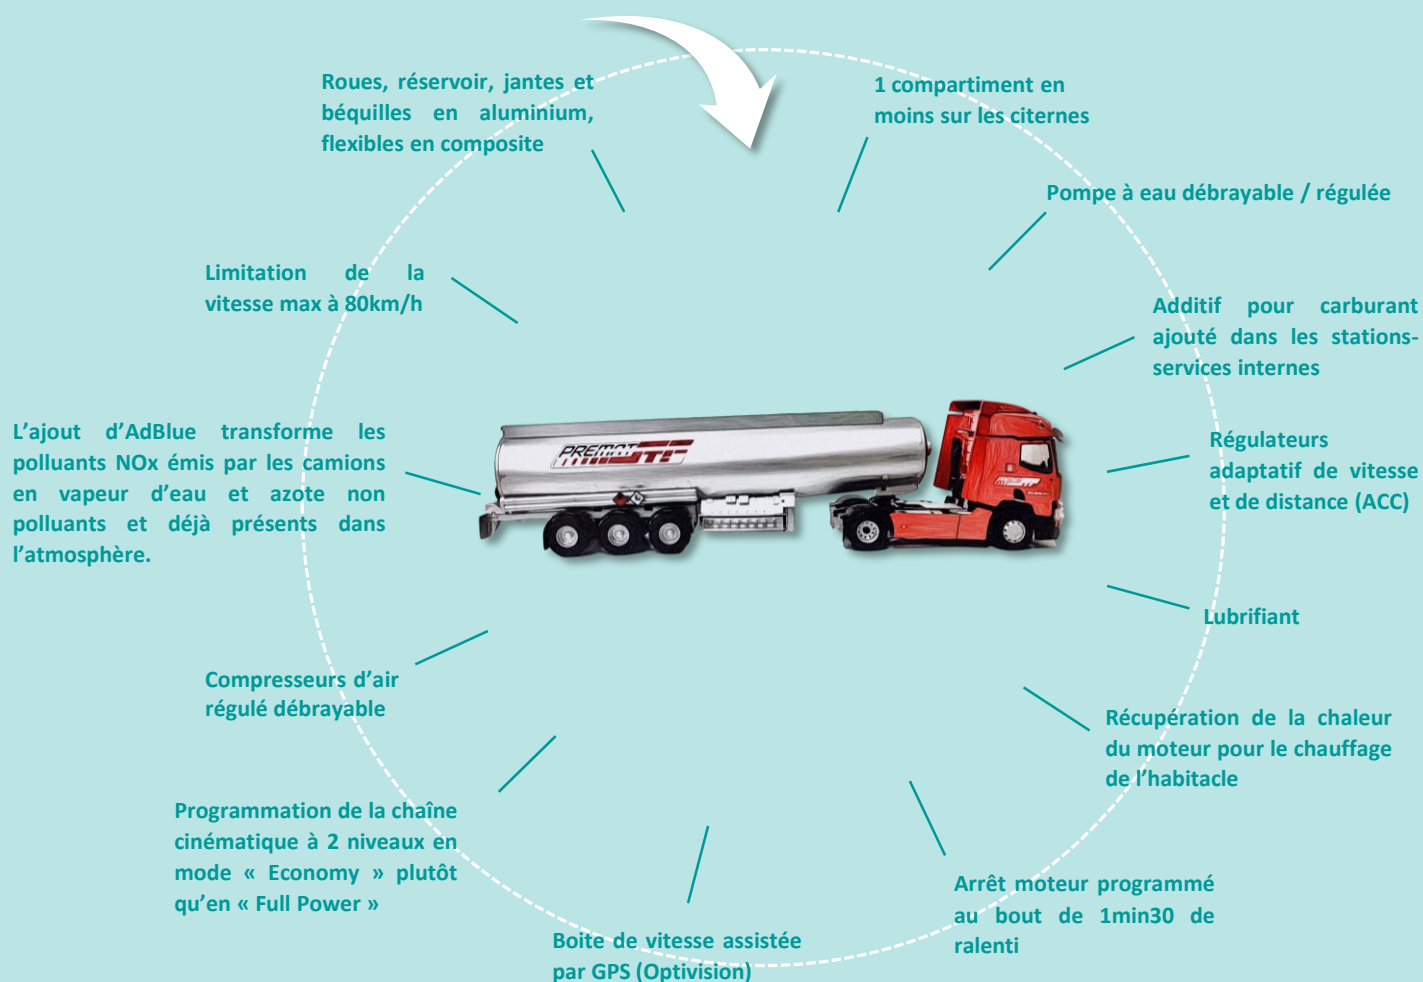 Roues, réservoir, jantes et
béquilles en aluminium,
flexibles en composite
1 compartiment en
moins sur les citernes
Pompe à eau débrayable / régulée
Limitation de la
vitesse max à 80km/h
Additif pour carburant
ajouté dans les stations-
services internes
L'ajout d'AdBlue transforme les
polluants NOx émis par les camions
en vapeur d'eau et azote non
polluants et déjà présents dans
l'atmosphère.
PREMAT
Régulateurs
adaptatif de vitesse
et de distance (ACC)
Lubrifiant
Compresseurs d'air
régulé débrayable
Récupération de la chaleur
du moteur pour le chauffage
de l'habitacle
Programmation de la chaîne
cinématique à 2 niveaux en
mode « Economy » plutôt
qu'en « Full Power »
Arrêt moteur programmé
au bout de 1min30 de
ralenti
Boite de vitesse assistée
par GPS (Optivision)